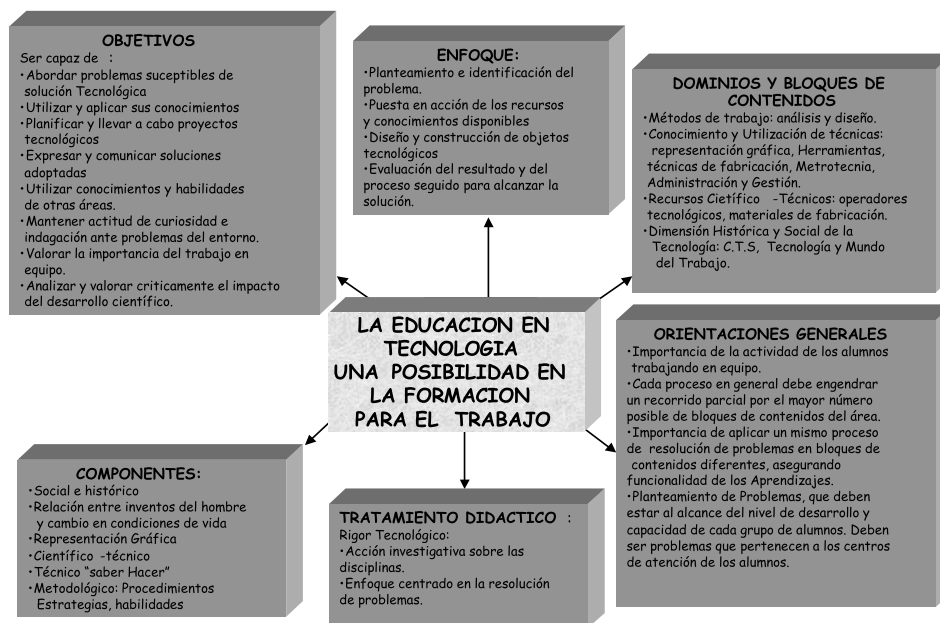 OBJETIVOS
Ser capaz de :
•Abordar problemas suceptibles de
solución Tecnológica
•Utilizar y aplicar sus conocimientos
•Planificar y llevar a cabo proyectos
tecnológicos
•Expresar y comunicar soluciones
adoptadas
•Utilizar conocimientos y habilidades
de otras áreas.
•Mantener actitud de curiosidad e
indagación ante problemas del entorno.
•Valorar la importancia del trabajo en
equipo.
•Analizar y valorar criticamente el impacto
del desarrollo científico.
ENFOQUE:
•Planteamiento e identificación del
problema.
•Puesta en acción de los recursos
y conocimientos disponibles
•Diseño y construcción de objetos
tecnológicos
•Evaluación del resultado y del
proceso seguido para alcanzar la
solución.
DOMINIOS Y BLOQUES DE
CONTENIDOS
•Métodos de trabajo: análisis y diseño.
•Conocimiento y Utilización de técnicas:
representación gráfica, Herramientas,
técnicas de fabricación, Metrotecnia,
Administración y Gestión.
•Recursos Cietífico -Técnicos: operadores
tecnológicos, materiales de fabricación.
•Dimensión Histórica y Social de la
Tecnología: C.T.S, Tecnología y Mundo
del Trabajo.
LA EDUCACION EN
TECNOLOGIA
UNA POSIBILIDAD EN
LA FORMACION
PARA EL TRABAJO
ORIENTACIONES GENERALES
•Importancia de la actividad de los alumnos
trabajando en equipo.
•Cada proceso en general debe engendrar
un recorrido parcial por el mayor número
posible de bloques de contenidos del área.
•Importancia de aplicar un mismo proceso
de resolución de problemas en bloques de
contenidos diferentes, asegurando
funcionalidad de los Aprendizajes.
•Planteamiento de Problemas, que deben
estar al alcance del nivel de desarrollo y
capacidad de cada grupo de alumnos. Deben
ser problemas que pertenecen a los centros
de atención de los alumnos.
COMPONENTES:
•Social e histórico
•Relación entre inventos del hombre
y cambio en condiciones de vida
•Representación Gráfica
•Científico -técnico
•Técnico “saber Hacer”
•Metodológico: Procedimientos
Estrategias, habilidades
TRATAMIENTO DIDACTICO :
Rigor Tecnológico:
•Acción investigativa sobre las
disciplinas.
•Enfoque centrado en la resolución
de problemas.